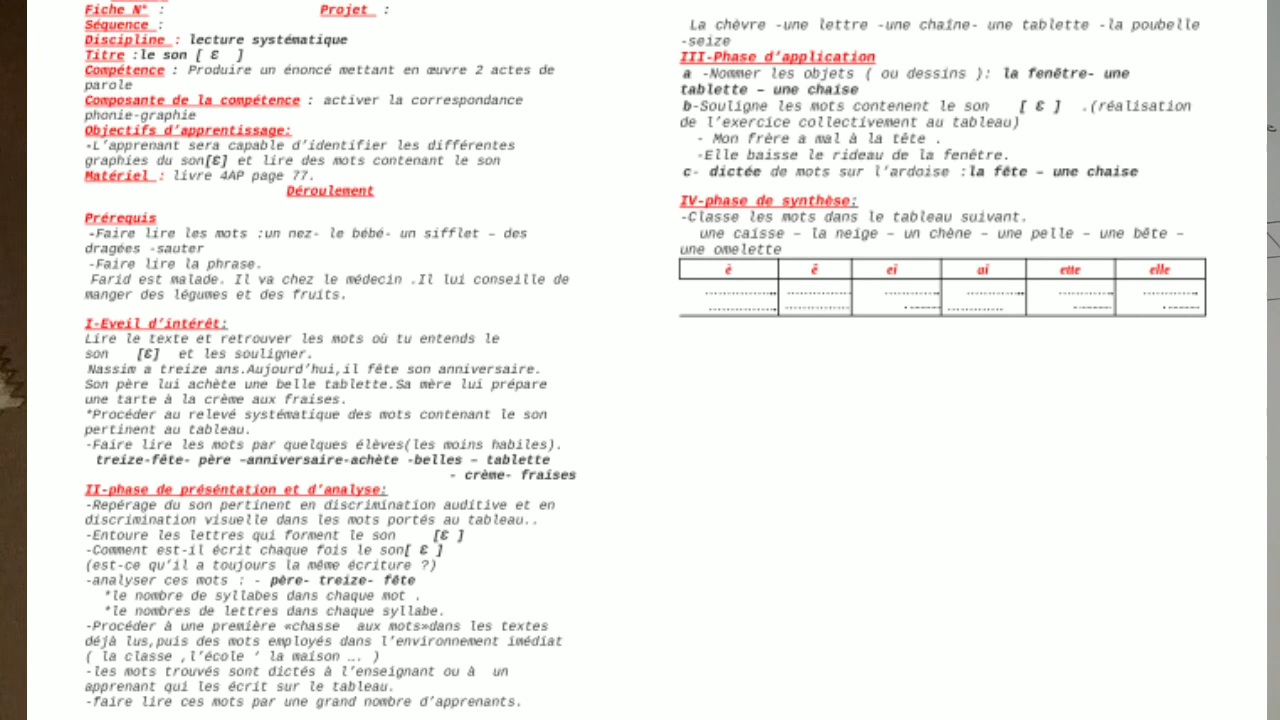 Fiche N° : Projet :
Séquence :
Discipline : lecture systématique
Titre :le son [ Ɛ ]
Compétence : Produire un énoncé mettant en œuvre 2 actes de
parole
Composante de la compétence : activer la correspondance
phonie-graphie
Objectifs d’apprentissage:
-L’apprenant sera capable d’identifier les différentes
graphies du son[Ɛ] et lire des mots contenant le son
Matériel : livre 4AP page 77.
Déroulement
Prérequis
-Faire lire les mots :un nez- le bébé- un sifflet – des
dragées -sauter
-Faire lire la phrase.
Farid est malade. Il va chez le médecin .Il lui conseille de
manger des légumes et des fruits.
I-Eveil d’intérêt:
Lire le texte et retrouver les mots où tu entends le
son [Ɛ] et les souligner.
Nassim a treize ans.Aujourd’hui,il fête son anniversaire.
Son père lui achète une belle tablette.Sa mère lui prépare
une tarte à la crème aux fraises.
*Procéder au relevé systématique des mots contenant le son
pertinent au tableau.
-Faire lire les mots par quelques élèves(les moins habiles).
treize-fête- père –anniversaire-achète -belles – tablette
- crème- fraises
II-phase de préséntation et d’analyse:
-Repérage du son pertinent en discrimination auditive et en
discrimination visuelle dans les mots portés au tableau..
-Entoure les lettres qui forment le son [Ɛ ]
-Comment est-il écrit chaque fois le son[ Ɛ ]
(est-ce qu’il a toujours la même écriture ?)
-analyser ces mots : - père- treize- fête
*le nombre de syllabes dans chaque mot .
*le nombres de lettres dans chaque syllabe.
-Procéder à une première «chasse aux mots»dans les textes
déjà lus,puis des mots employés dans l’environnement imédiat
( la classe ,l’école ‘ la maison …. )
-les mots trouvés sont dictés à l’enseignant ou à un
apprenant qui les écrit sur le tableau.
-faire lire ces mots par une grand nombre d’apprenants.
La chèvre -une lettre -une chaîne- une tablette -la poubelle
-seize
III-Phase d’application
a -Nommer les objets ( ou dessins ): la fenêtre- une
tablette – une chaise
b-Souligne les mots contenent le son [ Ɛ ] .(réalisation
de l’exercice collectivement au tableau)
- Mon frère a mal à la tête .
-Elle baisse le rideau de la fenêtre.
c- dictée de mots sur l’ardoise :la fête – une chaise
IV-phase de synthèse:
-Classe les mots dans le tableau suivant.
une caisse – la neige – un chène – une pelle – une bête –
une omelette
è ê ei ai ette elle